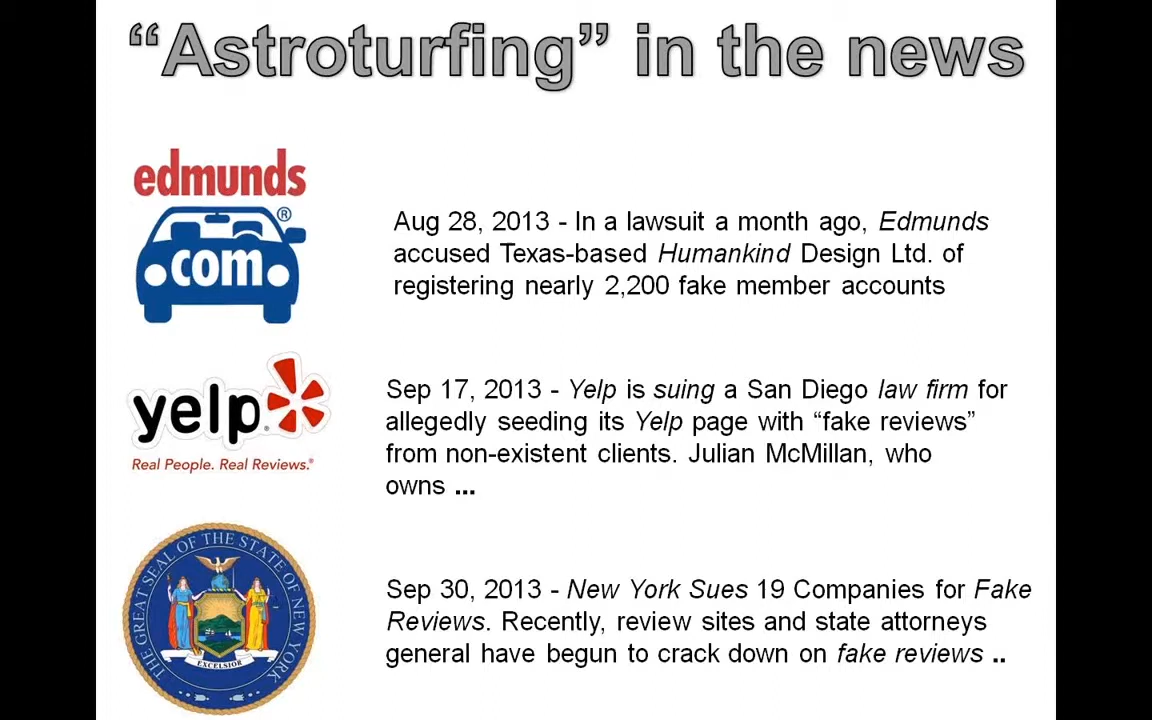 “Astroturfing” in the news
edmunds
.com
®
Aug 28, 2013 - In a lawsuit a month ago, Edmunds
accused Texas-based Humankind Design Ltd. of
registering nearly 2,200 fake member accounts
yelp®
Real People. Real Reviews.®
Sep 17, 2013 - Yelp is suing a San Diego law firm for
allegedly seeding its Yelp page with “fake reviews”
from non-existent clients. Julian McMillan, who
owns ...
THE GREAT SEAL OF THE STATE OF NEW YORK
EXCELSIOR
Sep 30, 2013 - New York Sues 19 Companies for Fake
Reviews. Recently, review sites and state attorneys
general have begun to crack down on fake reviews ..